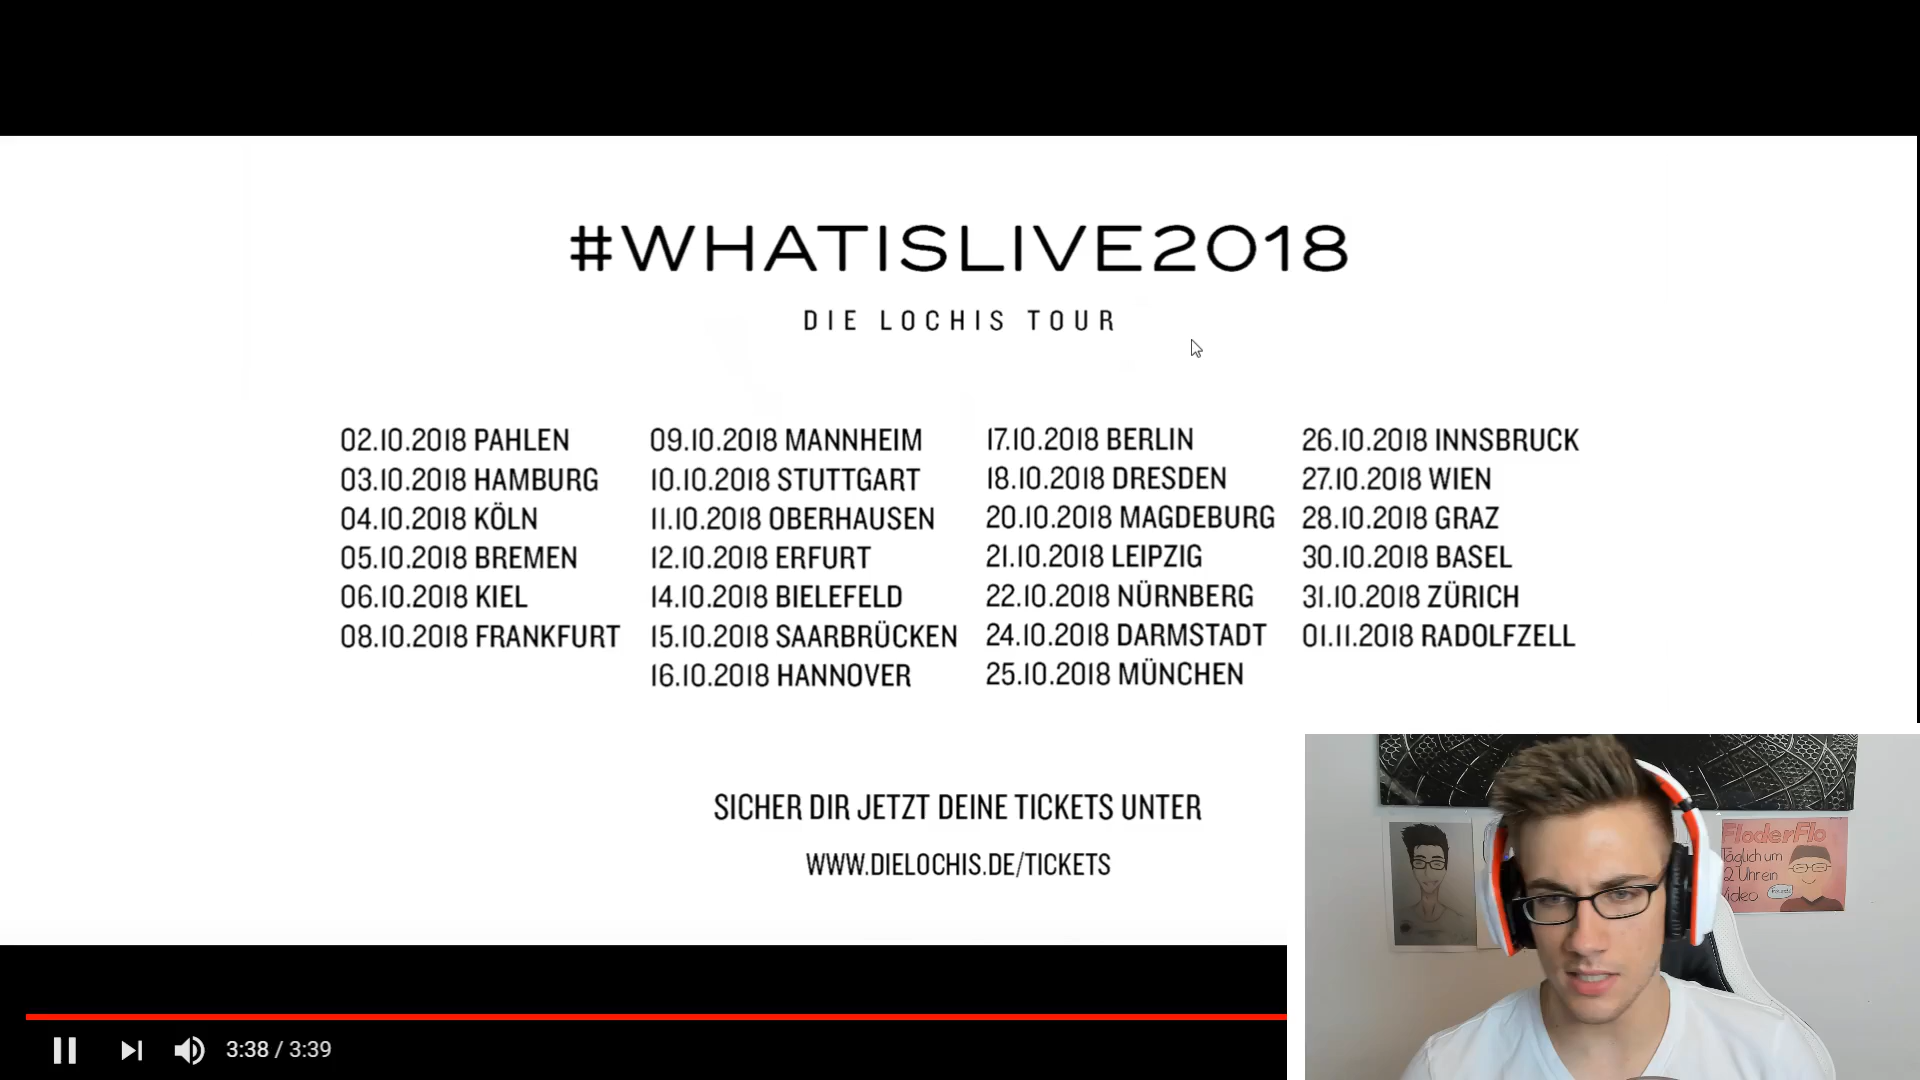 #WHATISLIVE2018
DIE LOCHIS TOUR
02.10.2018 PAHLEN
03.10.2018 HAMBURG
04.10.2018 KÖLN
05.10.2018 BREMEN
06.10.2018 KIEL
08.10.2018 FRANKFURT
09.10.2018 MANNHEIM
10.10.2018 STUTTGART
11.10.2018 OBERHAUSEN
12.10.2018 ERFURT
14.10.2018 BIELEFELD
15.10.2018 SAARBRÜCKEN
16.10.2018 HANNOVER
17.10.2018 BERLIN
18.10.2018 DRESDEN
20.10.2018 MAGDEBURG
21.10.2018 LEIPZIG
22.10.2018 NÜRNBERG
24.10.2018 DARMSTADT
25.10.2018 MÜNCHEN
26.10.2018 INNSBRUCK
27.10.2018 WIEN
28.10.2018 GRAZ
30.10.2018 BASEL
31.10.2018 ZÜRICH
01.11.2018 RADOLFZELL
SICHER DIR JETZT DEINE TICKETS UNTER
WWW.DIELOCHIS.DE/TICKETS
FloderFlo
Täglich um
2 Uhr ein
Video
3:38 / 3:39